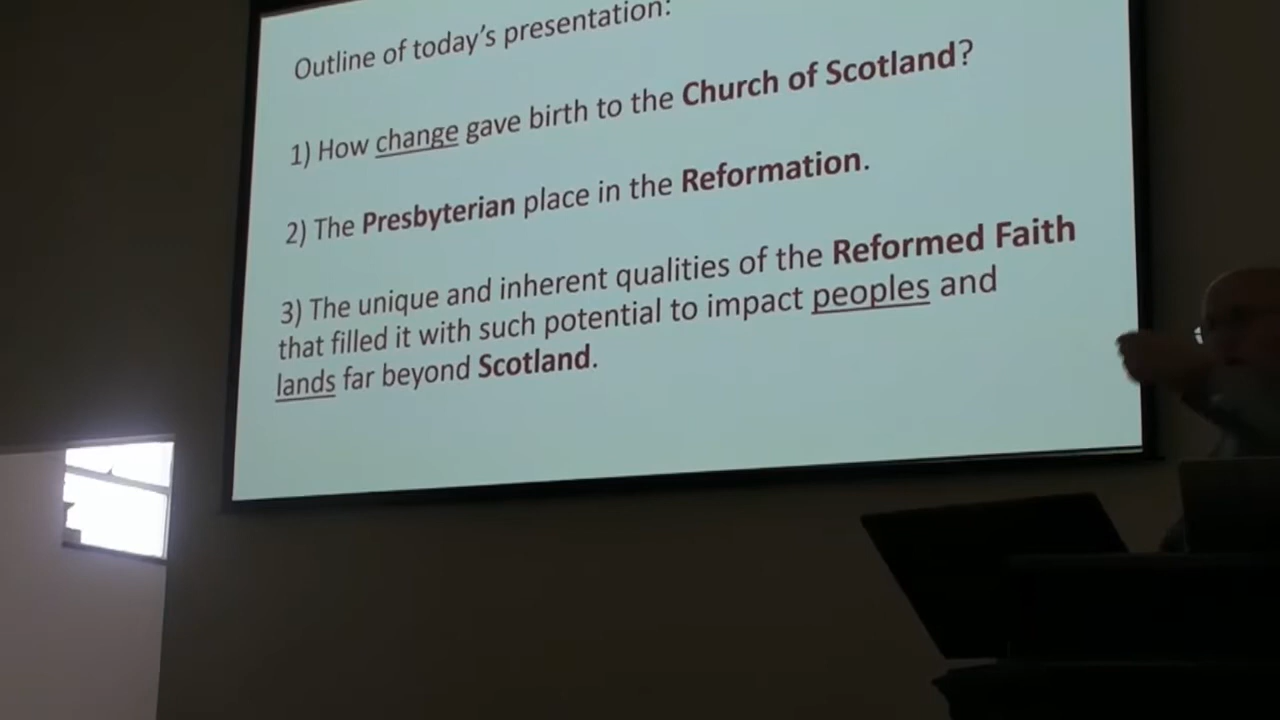 Outline of today's presentation:
1) How change gave birth to the Church of Scotland?
2) The Presbyterian place in the Reformation.
3) The unique and inherent qualities of the Reformed Faith
that filled it with such potential to impact peoples and
lands far beyond Scotland.